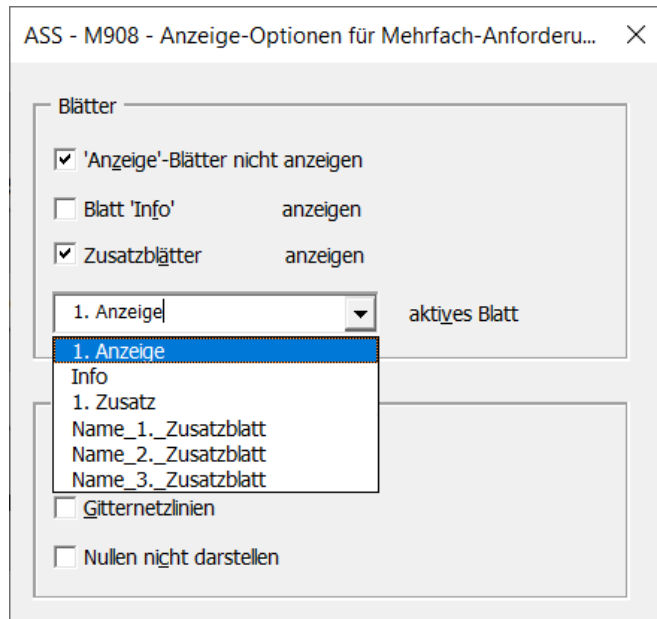 ASS - M908 - Anzeige-Optionen für Mehrfach-Anforderu...
Blätter
'Anzeige'-Blätter nicht anzeigen
Blatt 'Info' anzeigen
Zusatzblätter anzeigen
1. Anzeige aktives Blatt
1. Anzeige
Info
1. Zusatz
Name_1._Zusatzblatt
Name_2._Zusatzblatt
Name_3._Zusatzblatt
Gitternetzlinien
Nullen nicht darstellen